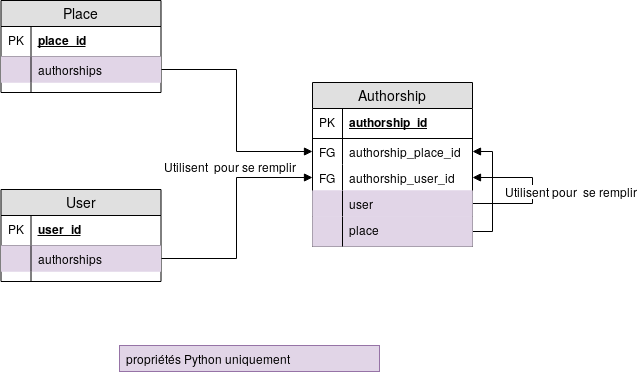 Place
PK place_id
authorships
Authorship
PK authorship_id
FG authorship_place_id
Utilisent pour se remplir
FG authorship_user_id
User
user
Utilisent pour se remplir
PK user_id
place
authorships
propriétés Python uniquement